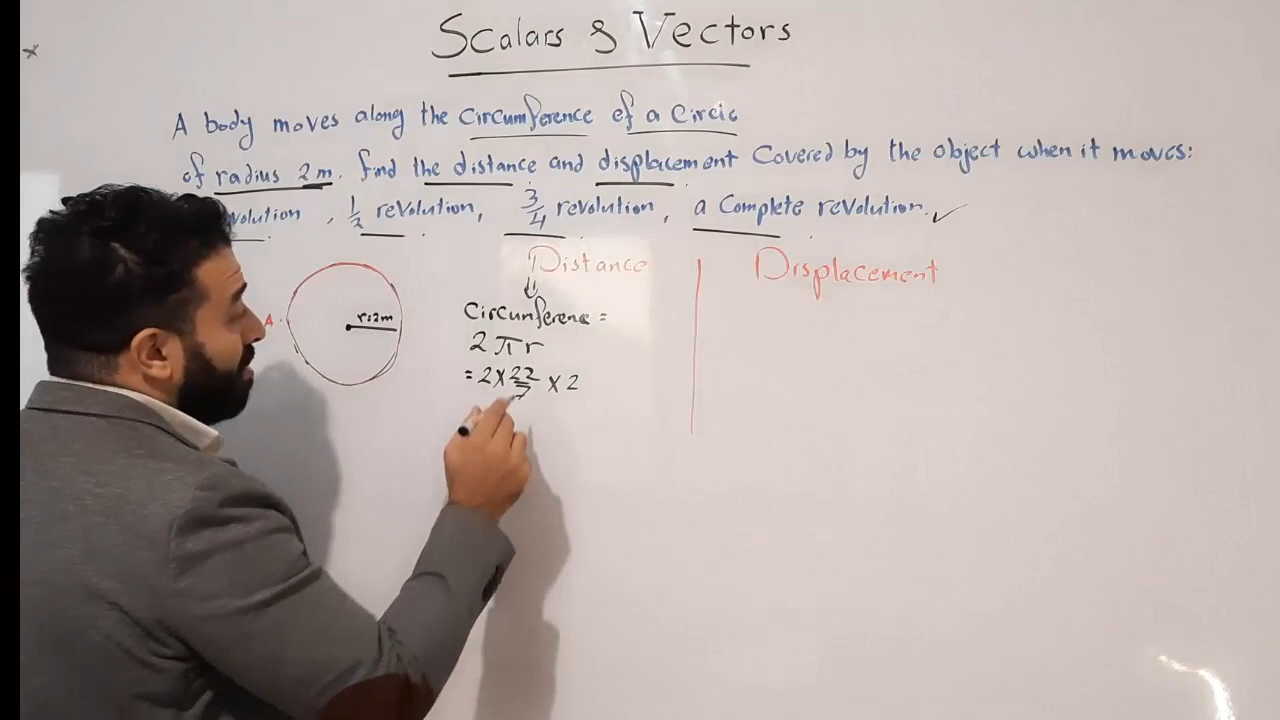 Scalars & Vectors
A body moves along the circumference of a circle
of radius 2m. find the distance and displacement covered by the object when it moves:
volution, 1/2 revolution, 3/4 revolution, a Complete revolution. ✓
Distance
Displacement
Circumference =
A.
r=2m
2πr
= 2 × 22/7 × 2